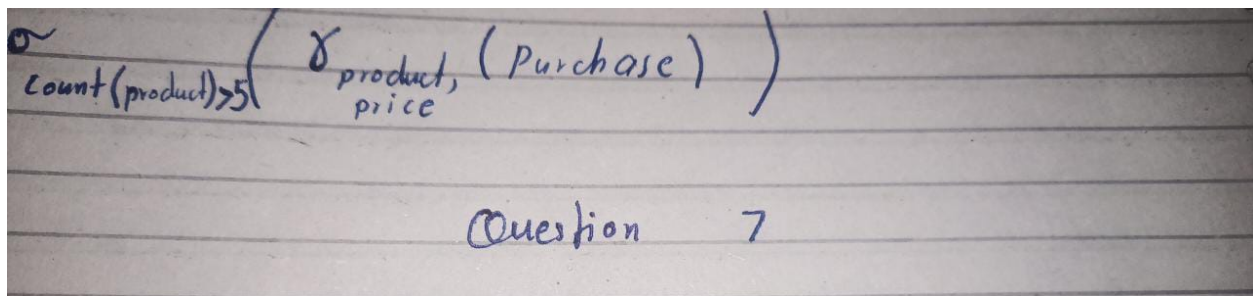 σ count(product)>5 ( γ product, price (Purchase) )
Question 7